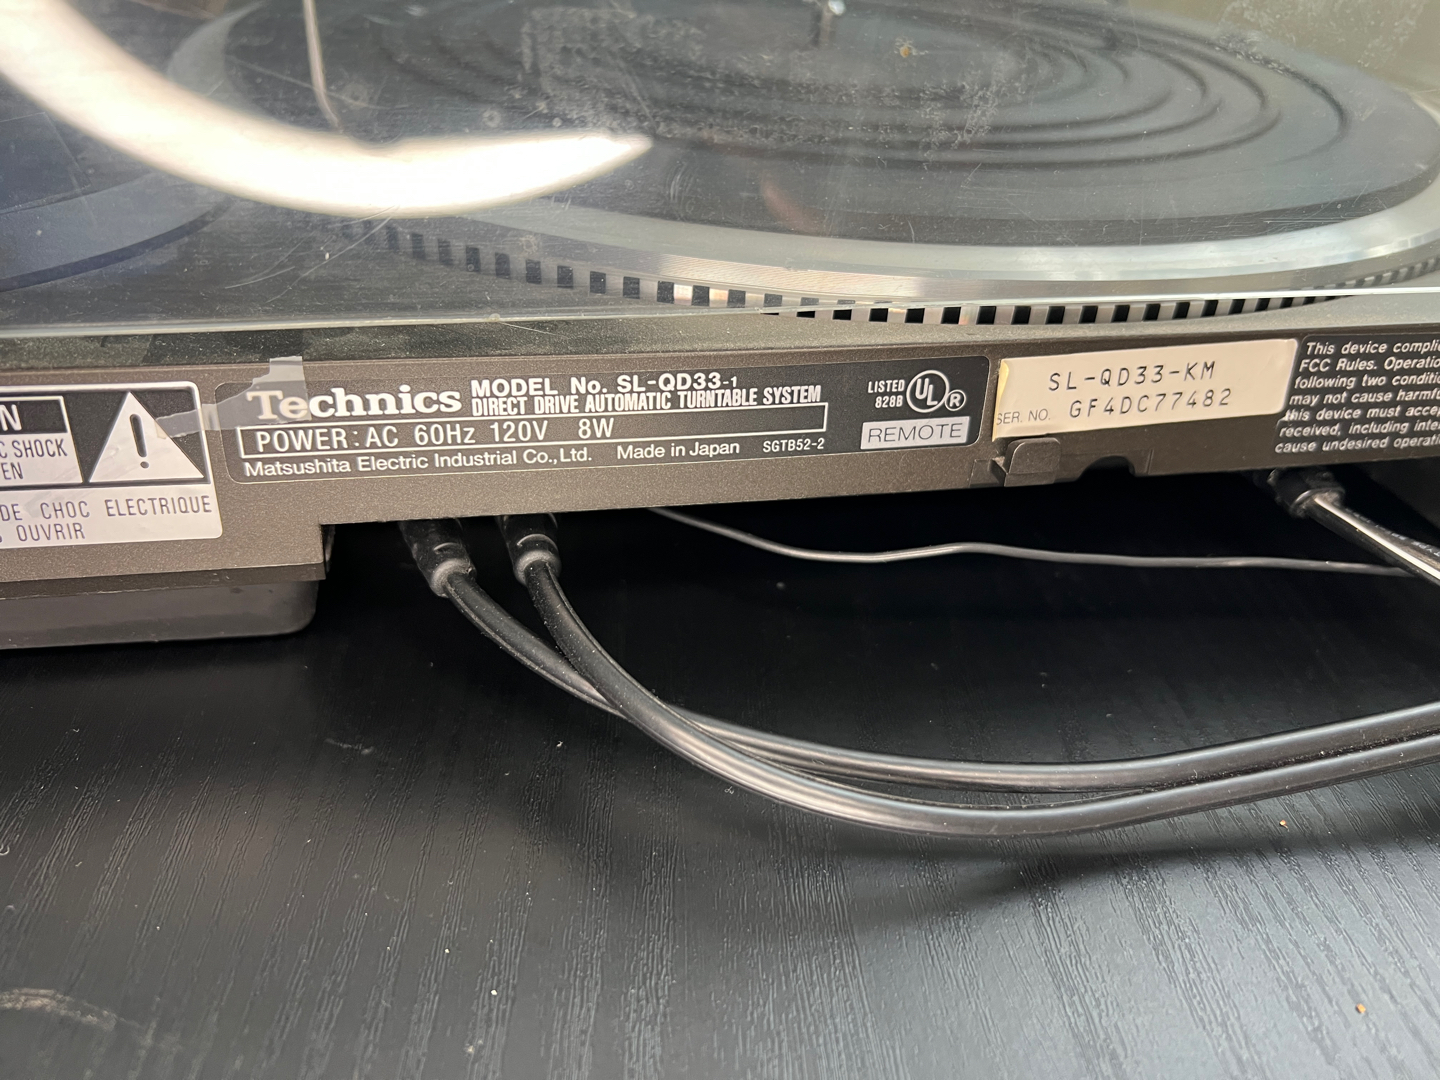 N
C SHOCK
EN
DE CHOC ELECTRIQUE
OUVRIR
Technics
MODEL No. SL-QD33-1
DIRECT DRIVE AUTOMATIC TURNTABLE SYSTEM
POWER: AC 60Hz 120V 8W
Matsushita Electric Industrial Co., Ltd. Made in Japan SGTB52-2
LISTED
828B
UL
R
REMOTE
SL-QD33-KM
SER. NO. GF4DC77482
This device compli
FCC Rules. Operatio
following two conditi
may not cause harmf
this device must acce
received, including inte
cause undesired operati